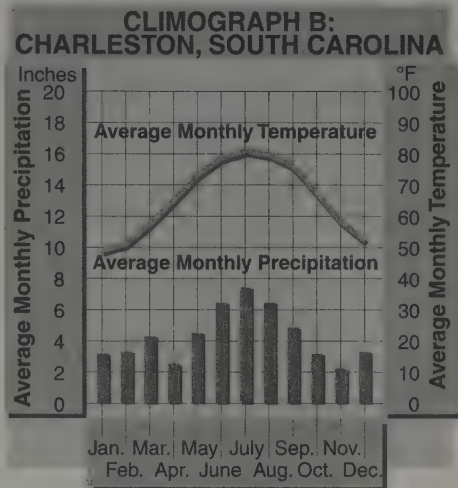 CLIMOGRAPH B:
CHARLESTON, SOUTH CAROLINA
Inches
°F
Average Monthly Precipitation
20
18
16
14
12
10
8
6
4
2
0
Average Monthly Temperature
Average Monthly Precipitation
100
90
80
70
60
50
40
30
20
10
0
Average Monthly Temperature
Jan. Mar. May July Sep. Nov.
Feb. Apr. June Aug. Oct. Dec.